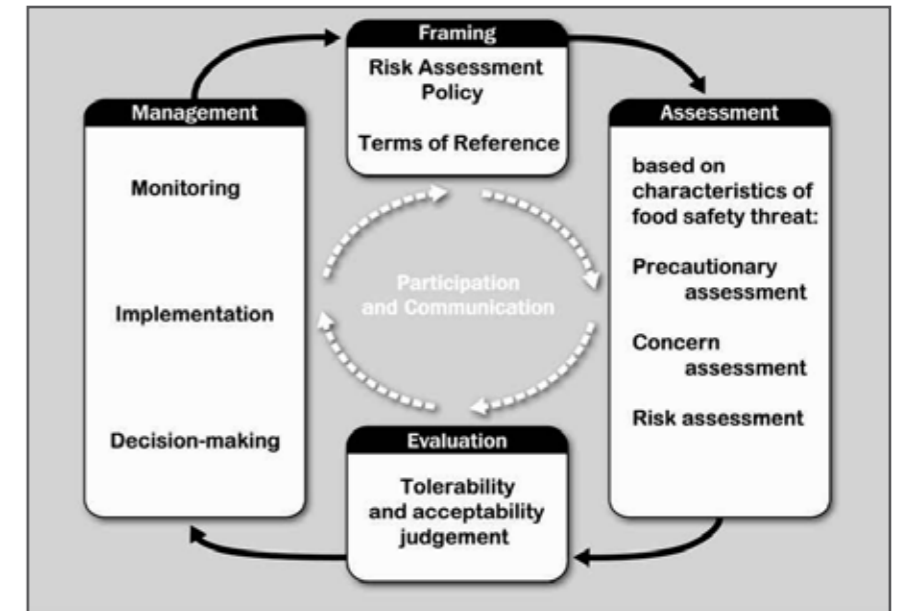 Framing
Risk Assessment
Policy
Terms of Reference
Management
Monitoring
Implementation
Decision-making
Assessment
based on
characteristics of
food safety threat:
Precautionary
assessment
Concern
assessment
Risk assessment
Participation
and Communication
Evaluation
Tolerability
and acceptability
judgement